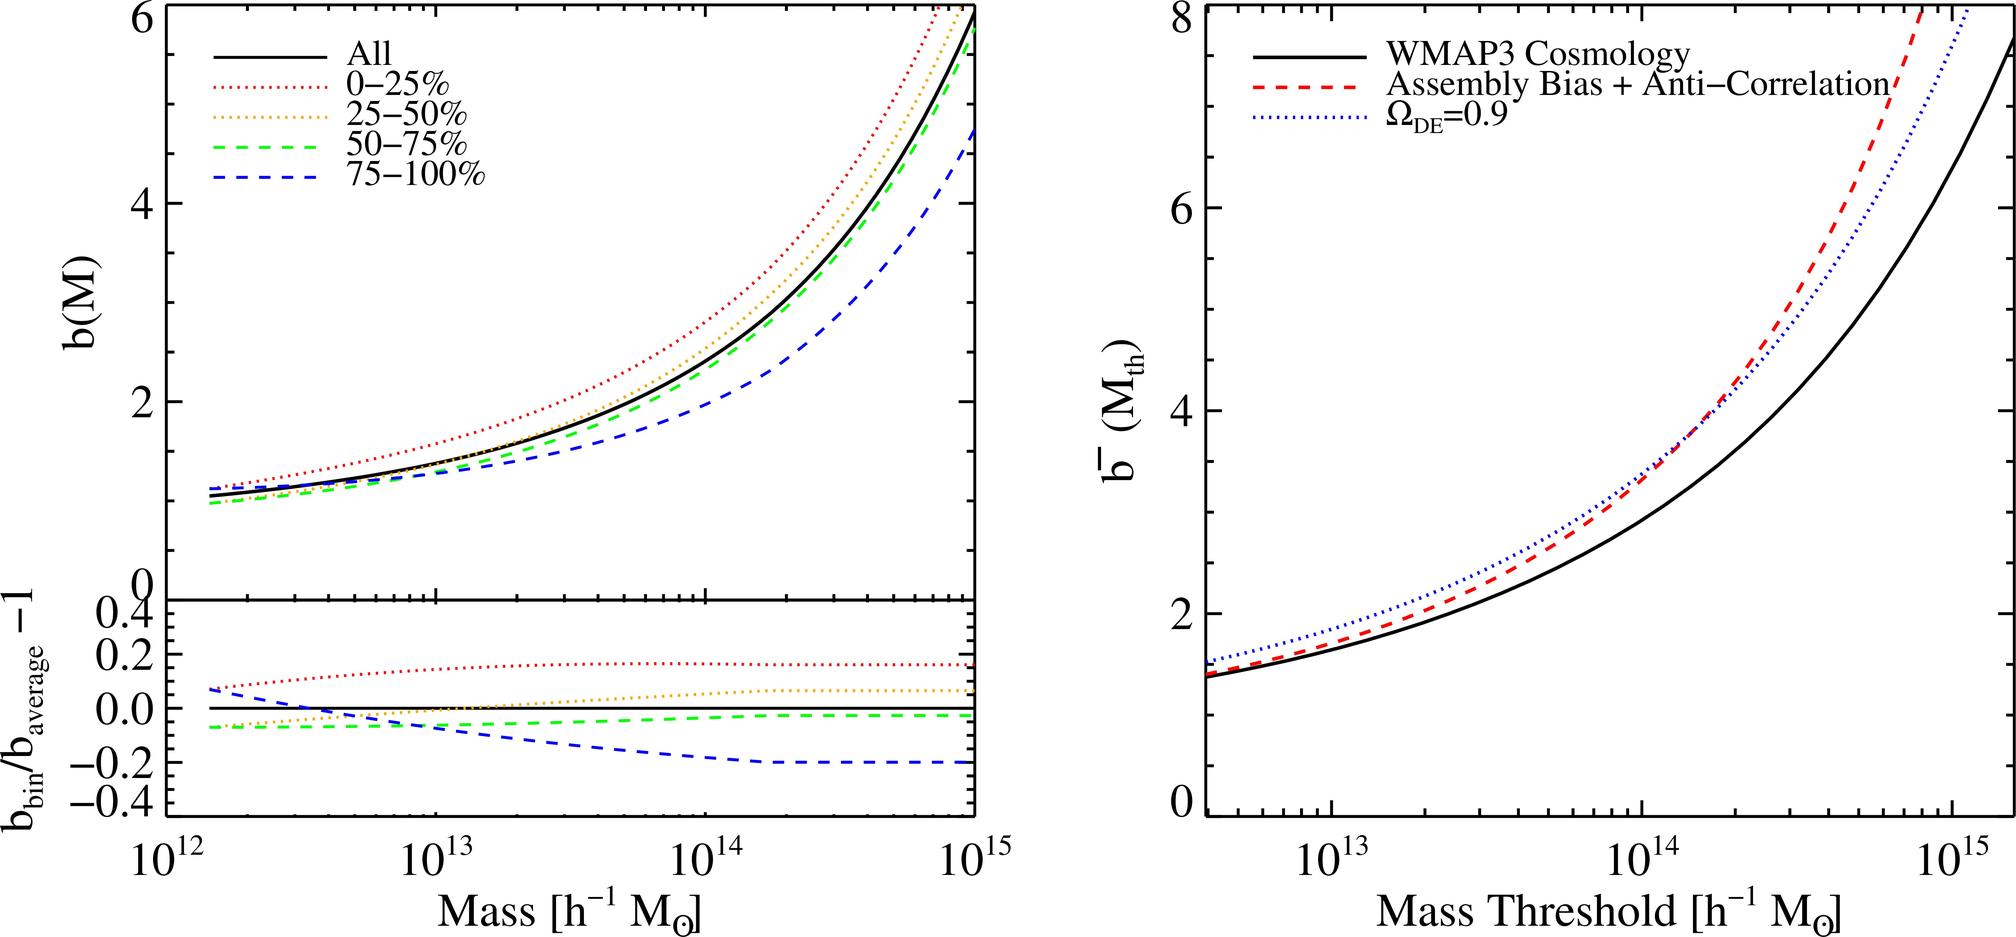 6
4
2
0
b(M)
All
0−25%
25−50%
50−75%
75−100%
0.4
0.2
0.0
−0.2
−0.4
b_bin/b_average −1
10^12 10^13 10^14 10^15
Mass [h^−1 M_⊙]
8
6
4
2
0
b̄ (M_th)
WMAP3 Cosmology
Assembly Bias + Anti−Correlation
Ω_DE=0.9
10^13 10^14 10^15
Mass Threshold [h^−1 M_⊙]